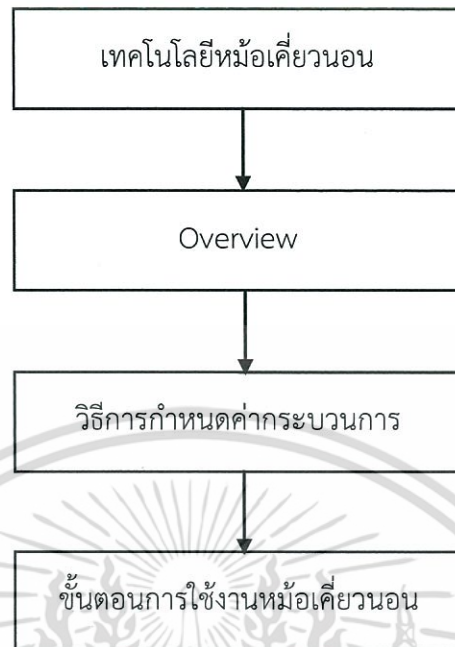 เทคโนโลยีหม้อเคี่ยวนอน
Overview
วิธีการกำหนดค่ากระบวนการ
ขั้นตอนการใช้งานหม้อเคี่ยวนอน